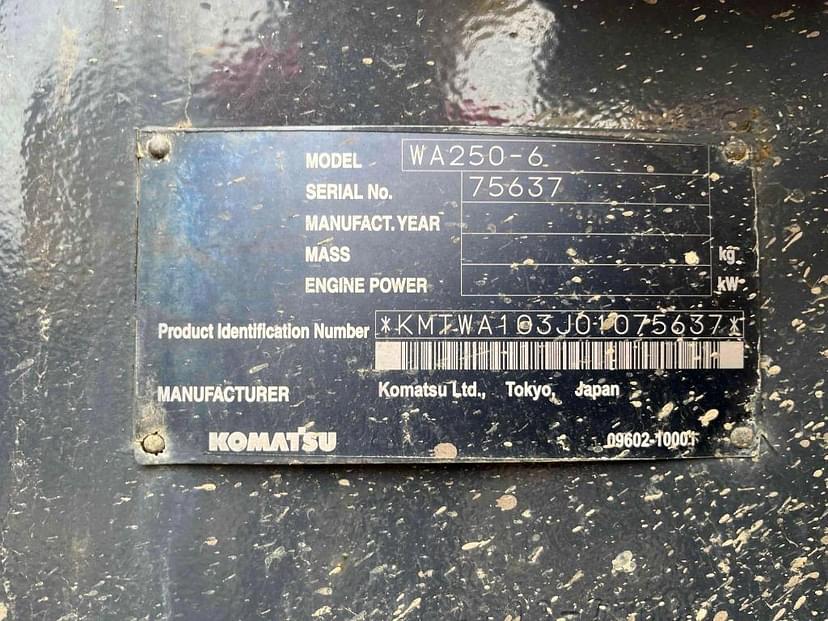 MODEL WA250-6
SERIAL No. 75637
MANUFACT. YEAR
MASS kg
ENGINE POWER kW
Product Identification Number *KMTWA103J01075637*
MANUFACTURER Komatsu Ltd., Tokyo, Japan
KOMATSU 09602-10001